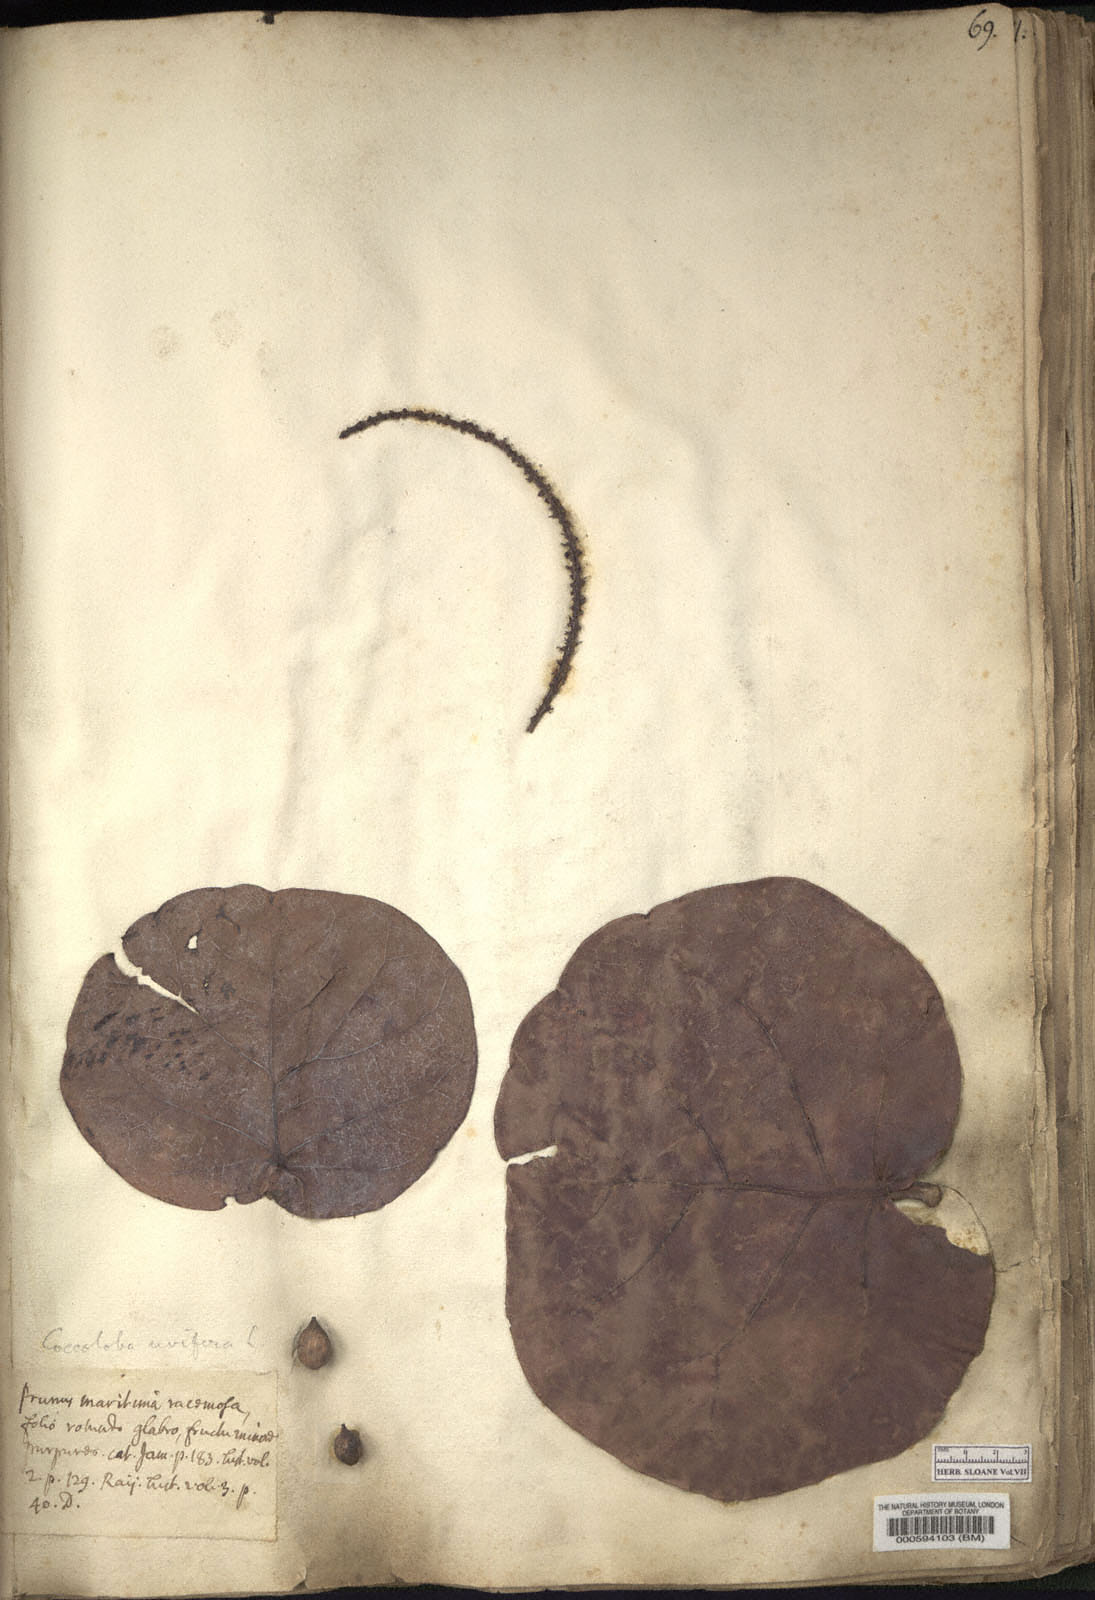 69. 1.
Coccoloba uvifera L
Prunus maritima racemosa,
folio rotundo glabro, fructu minore
purpureo. cat. Jam. p. 183. hist. vol.
2. p. 129. Raij. hist. vol. 3. p.
40. D.
HERB. SLOANE Vol. VII
THE NATURAL HISTORY MUSEUM, LONDON
DEPARTMENT OF BOTANY
000594103 (BM)